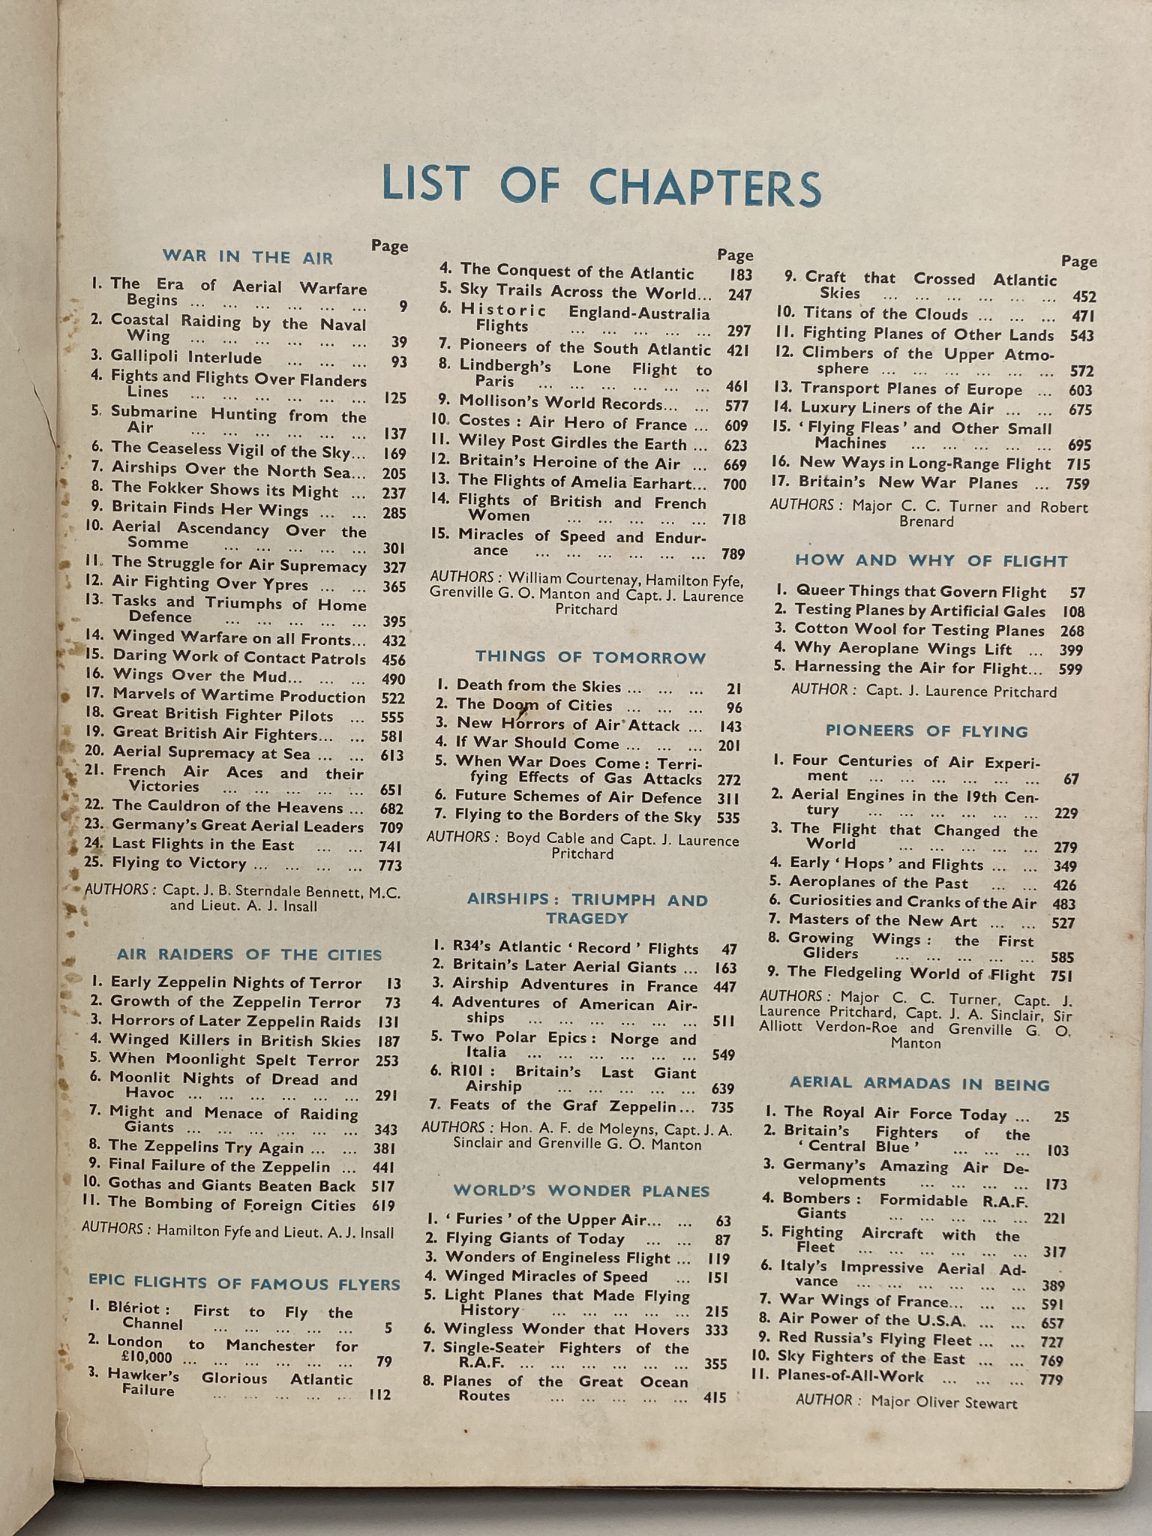 LIST OF CHAPTERS
Page
WAR IN THE AIR
1. The Era of Aerial Warfare
Begins ... ... ... ... ... ... 9
2. Coastal Raiding by the Naval
Wing ... ... ... ... ... ... 39
3. Gallipoli Interlude ... ... ... 93
4. Fights and Flights Over Flanders
Lines ... ... ... ... ... ... 125
5. Submarine Hunting from the
Air ... ... ... ... ... ... 137
6. The Ceaseless Vigil of the Sky... 169
7. Airships Over the North Sea... 205
8. The Fokker Shows its Might ... 237
9. Britain Finds Her Wings ... ... 285
10. Aerial Ascendancy Over the
Somme ... ... ... ... ... 301
11. The Struggle for Air Supremacy 327
12. Air Fighting Over Ypres ... ... 365
13. Tasks and Triumphs of Home
Defence ... ... ... ... ... 395
14. Winged Warfare on all Fronts... 432
15. Daring Work of Contact Patrols 456
16. Wings Over the Mud... ... ... 490
17. Marvels of Wartime Production 522
18. Great British Fighter Pilots ... 555
19. Great British Air Fighters... ... 581
20. Aerial Supremacy at Sea ... ... 613
21. French Air Aces and their
Victories ... ... ... ... ... 651
22. The Cauldron of the Heavens ... 682
23. Germany's Great Aerial Leaders 709
24. Last Flights in the East ... ... 741
25. Flying to Victory ... ... ... ... 773
AUTHORS : Capt. J. B. Sterndale Bennett, M.C.
and Lieut. A. J. Insall
AIR RAIDERS OF THE CITIES
1. Early Zeppelin Nights of Terror 13
2. Growth of the Zeppelin Terror 73
3. Horrors of Later Zeppelin Raids 131
4. Winged Killers in British Skies 187
5. When Moonlight Spelt Terror 253
6. Moonlit Nights of Dread and
Havoc ... ... ... ... ... ... 291
7. Might and Menace of Raiding
Giants ... ... ... ... ... ... 343
8. The Zeppelins Try Again ... ... 381
9. Final Failure of the Zeppelin ... 441
10. Gothas and Giants Beaten Back 517
11. The Bombing of Foreign Cities 619
AUTHORS : Hamilton Fyfe and Lieut. A. J. Insall
EPIC FLIGHTS OF FAMOUS FLYERS
1. Blériot : First to Fly the
Channel ... ... ... ... ... 5
2. London to Manchester for
£10,000 ... ... ... ... ... ... 79
3. Hawker's Glorious Atlantic
Failure ... ... ... ... ... 112
Page
4. The Conquest of the Atlantic 183
5. Sky Trails Across the World... 247
6. Historic England-Australia
Flights ... ... ... ... ... 297
7. Pioneers of the South Atlantic 421
8. Lindbergh's Lone Flight to
Paris ... ... ... ... ... ... 461
9. Mollison's World Records... ... 577
10. Costes : Air Hero of France ... 609
11. Wiley Post Girdles the Earth ... 623
12. Britain's Heroine of the Air ... 669
13. The Flights of Amelia Earhart... 700
14. Flights of British and French
Women ... ... ... ... ... 718
15. Miracles of Speed and Endur-
ance ... ... ... ... ... ... 789
AUTHORS : William Courtenay, Hamilton Fyfe,
Grenville G. O. Manton and Capt. J. Laurence
Pritchard
THINGS OF TOMORROW
1. Death from the Skies ... ... ... 21
2. The Doom of Cities ... ... ... 96
3. New Horrors of Air Attack ... 143
4. If War Should Come ... ... ... 201
5. When War Does Come : Terri-
fying Effects of Gas Attacks 272
6. Future Schemes of Air Defence 311
7. Flying to the Borders of the Sky 535
AUTHORS : Boyd Cable and Capt. J. Laurence
Pritchard
AIRSHIPS : TRIUMPH AND
TRAGEDY
1. R34's Atlantic 'Record' Flights 47
2. Britain's Later Aerial Giants ... 163
3. Airship Adventures in France 447
4. Adventures of American Air-
ships ... ... ... ... ... ... 511
5. Two Polar Epics : Norge and
Italia ... ... ... ... ... ... 549
6. R101 : Britain's Last Giant
Airship ... ... ... ... ... 639
7. Feats of the Graf Zeppelin... ... 735
AUTHORS : Hon. A. F. de Moleyns, Capt. J. A.
Sinclair and Grenville G. O. Manton
WORLD'S WONDER PLANES
1. 'Furies' of the Upper Air... ... 63
2. Flying Giants of Today ... ... 87
3. Wonders of Engineless Flight ... 119
4. Winged Miracles of Speed ... 151
5. Light Planes that Made Flying
History ... ... ... ... ... 215
6. Wingless Wonder that Hovers 333
7. Single-Seater Fighters of the
R.A.F. ... ... ... ... ... ... 355
8. Planes of the Great Ocean
Routes ... ... ... ... ... 415
Page
9. Craft that Crossed Atlantic
Skies ... ... ... ... ... ... 452
10. Titans of the Clouds ... ... ... 471
11. Fighting Planes of Other Lands 543
12. Climbers of the Upper Atmo-
sphere ... ... ... ... ... ... 572
13. Transport Planes of Europe ... 603
14. Luxury Liners of the Air ... ... 675
15. 'Flying Fleas' and Other Small
Machines ... ... ... ... ... 695
16. New Ways in Long-Range Flight 715
17. Britain's New War Planes ... 759
AUTHORS : Major C. C. Turner and Robert
Brenard
HOW AND WHY OF FLIGHT
1. Queer Things that Govern Flight 57
2. Testing Planes by Artificial Gales 108
3. Cotton Wool for Testing Planes 268
4. Why Aeroplane Wings Lift ... 399
5. Harnessing the Air for Flight... 599
AUTHOR : Capt. J. Laurence Pritchard
PIONEERS OF FLYING
1. Four Centuries of Air Experi-
ment ... ... ... ... ... ... 67
2. Aerial Engines in the 19th Cen-
tury ... ... ... ... ... ... 229
3. The Flight that Changed the
World ... ... ... ... ... 279
4. Early 'Hops' and Flights ... ... 349
5. Aeroplanes of the Past ... ... 426
6. Curiosities and Cranks of the Air 483
7. Masters of the New Art ... ... 527
8. Growing Wings : the First
Gliders ... ... ... ... ... 585
9. The Fledgeling World of Flight 751
AUTHORS : Major C. C. Turner, Capt. J.
Laurence Pritchard, Capt. J. A. Sinclair, Sir
Alliott Verdon-Roe and Grenville G. O.
Manton
AERIAL ARMADAS IN BEING
1. The Royal Air Force Today ... 25
2. Britain's Fighters of the
'Central Blue' ... ... ... 103
3. Germany's Amazing Air De-
velopments ... ... ... ... 173
4. Bombers : Formidable R.A.F.
Giants ... ... ... ... ... 221
5. Fighting Aircraft with the
Fleet ... ... ... ... ... ... 317
6. Italy's Impressive Aerial Ad-
vance ... ... ... ... ... ... 389
7. War Wings of France... ... ... 591
8. Air Power of the U.S.A. ... ... 657
9. Red Russia's Flying Fleet ... ... 727
10. Sky Fighters of the East ... ... 769
11. Planes-of-All-Work ... ... ... 779
AUTHOR : Major Oliver Stewart